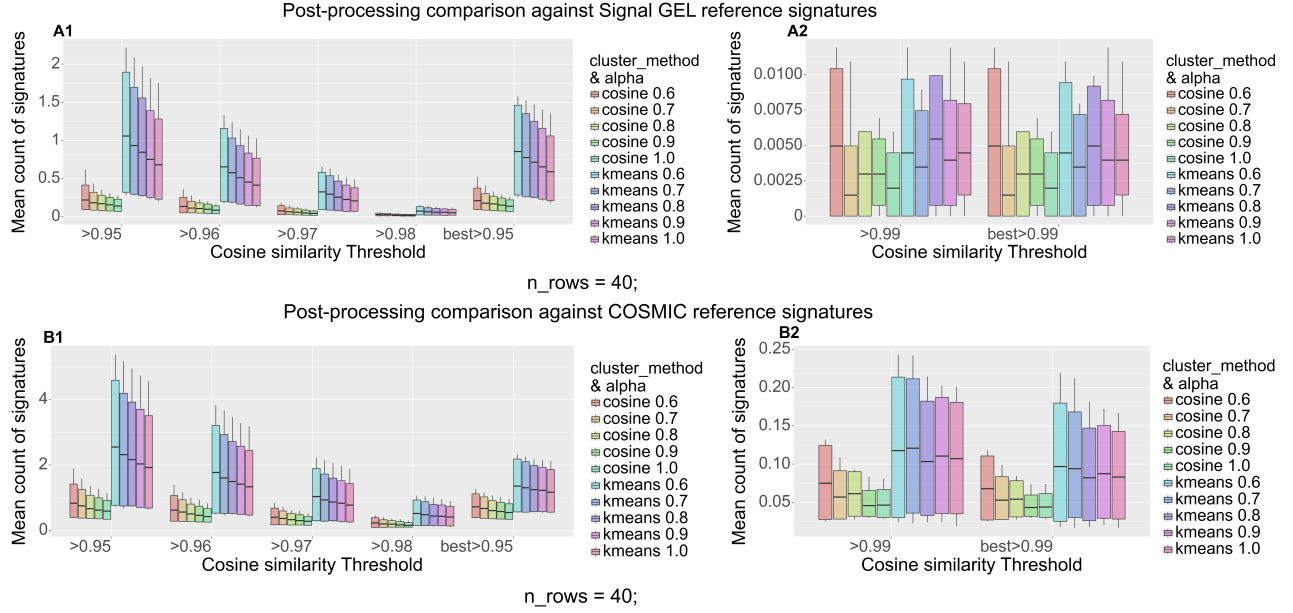 Post-processing comparison against Signal GEL reference signatures
A1
Mean count of signatures
2
1.5
1
0.5
0
>0.95
>0.96
>0.97
>0.98
best>0.95
Cosine similarity Threshold
cluster_method
& alpha
cosine 0.6
cosine 0.7
cosine 0.8
cosine 0.9
cosine 1.0
kmeans 0.6
kmeans 0.7
kmeans 0.8
kmeans 0.9
kmeans 1.0
A2
Mean count of signatures
0.0100
0.0075
0.0050
0.0025
0
>0.99
best>0.99
Cosine similarity Threshold
cluster_method
& alpha
cosine 0.6
cosine 0.7
cosine 0.8
cosine 0.9
cosine 1.0
kmeans 0.6
kmeans 0.7
kmeans 0.8
kmeans 0.9
kmeans 1.0
n_rows = 40;
Post-processing comparison against COSMIC reference signatures
B1
Mean count of signatures
4
2
0
>0.95
>0.96
>0.97
>0.98
best>0.95
Cosine similarity Threshold
cluster_method
& alpha
cosine 0.6
cosine 0.7
cosine 0.8
cosine 0.9
cosine 1.0
kmeans 0.6
kmeans 0.7
kmeans 0.8
kmeans 0.9
kmeans 1.0
B2
Mean count of signatures
0.25
0.20
0.15
0.10
0.05
>0.99
best>0.99
Cosine similarity Threshold
cluster_method
& alpha
cosine 0.6
cosine 0.7
cosine 0.8
cosine 0.9
cosine 1.0
kmeans 0.6
kmeans 0.7
kmeans 0.8
kmeans 0.9
kmeans 1.0
n_rows = 40;